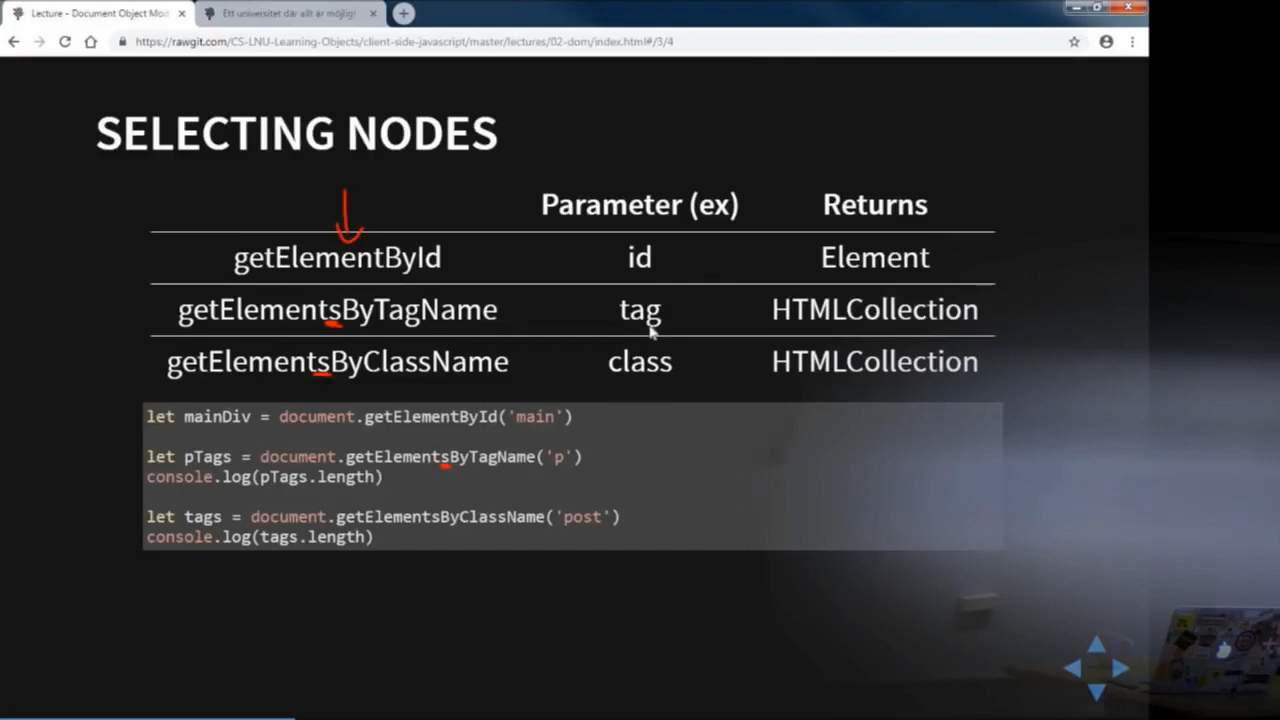 Lecture - Document Object Mod
Ett universitet där allt är möjligt
https://rawgit.com/CS-LNU-Learning-Objects/client-side-javascript/master/lectures/02-dom/index.html#/3/4
SELECTING NODES
Parameter (ex) Returns
getElementById id Element
getElementsByTagName tag HTMLCollection
getElementsByClassName class HTMLCollection
let mainDiv = document.getElementById('main')
let pTags = document.getElementsByTagName('p')
console.log(pTags.length)
let tags = document.getElementsByClassName('post')
console.log(tags.length)